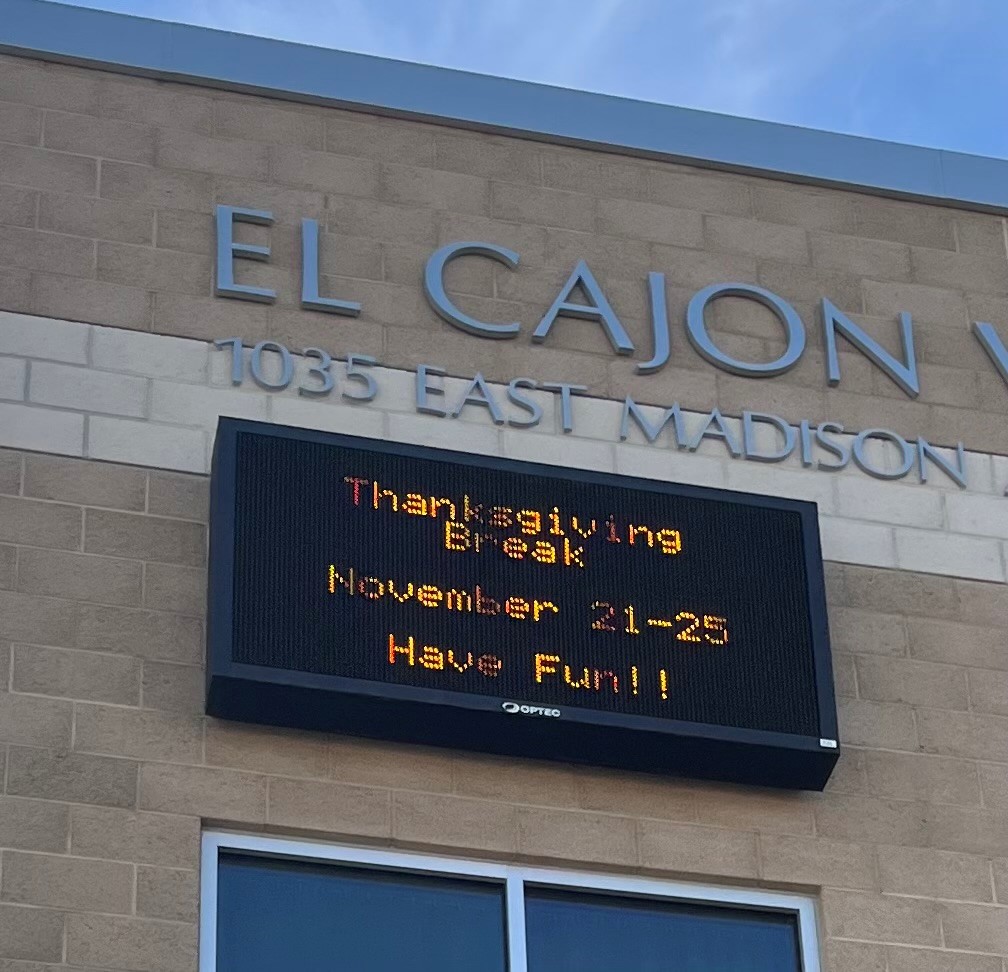 EL CAJON V
1035 EAST MADISON
Thanksgiving
Break
November 21-25
Have Fun!!
OPTEC